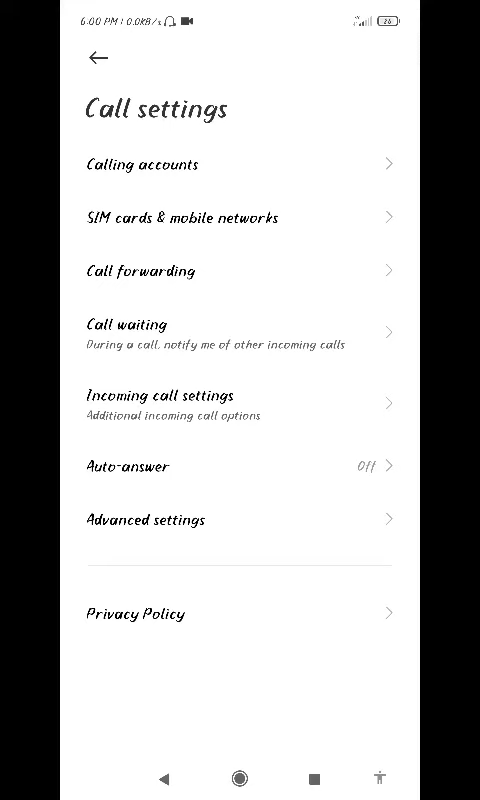 6:00 PM | 0.0KB/s
26
Call settings
Calling accounts
SIM cards & mobile networks
Call forwarding
Call waiting
During a call, notify me of other incoming calls
Incoming call settings
Additional incoming call options
Auto-answer Off
Advanced settings
Privacy Policy